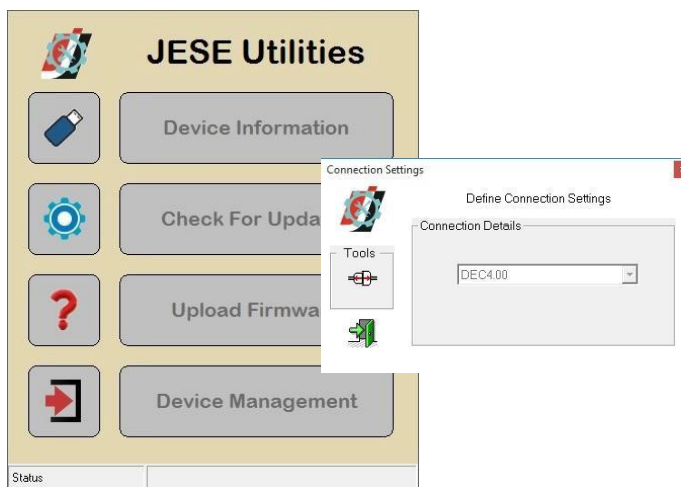 JESE Utilities
Device Information
Check For Upda
Upload Firmwa
Device Management
Status
Connection Settings
Define Connection Settings
Connection Details
Tools
DEC4.00